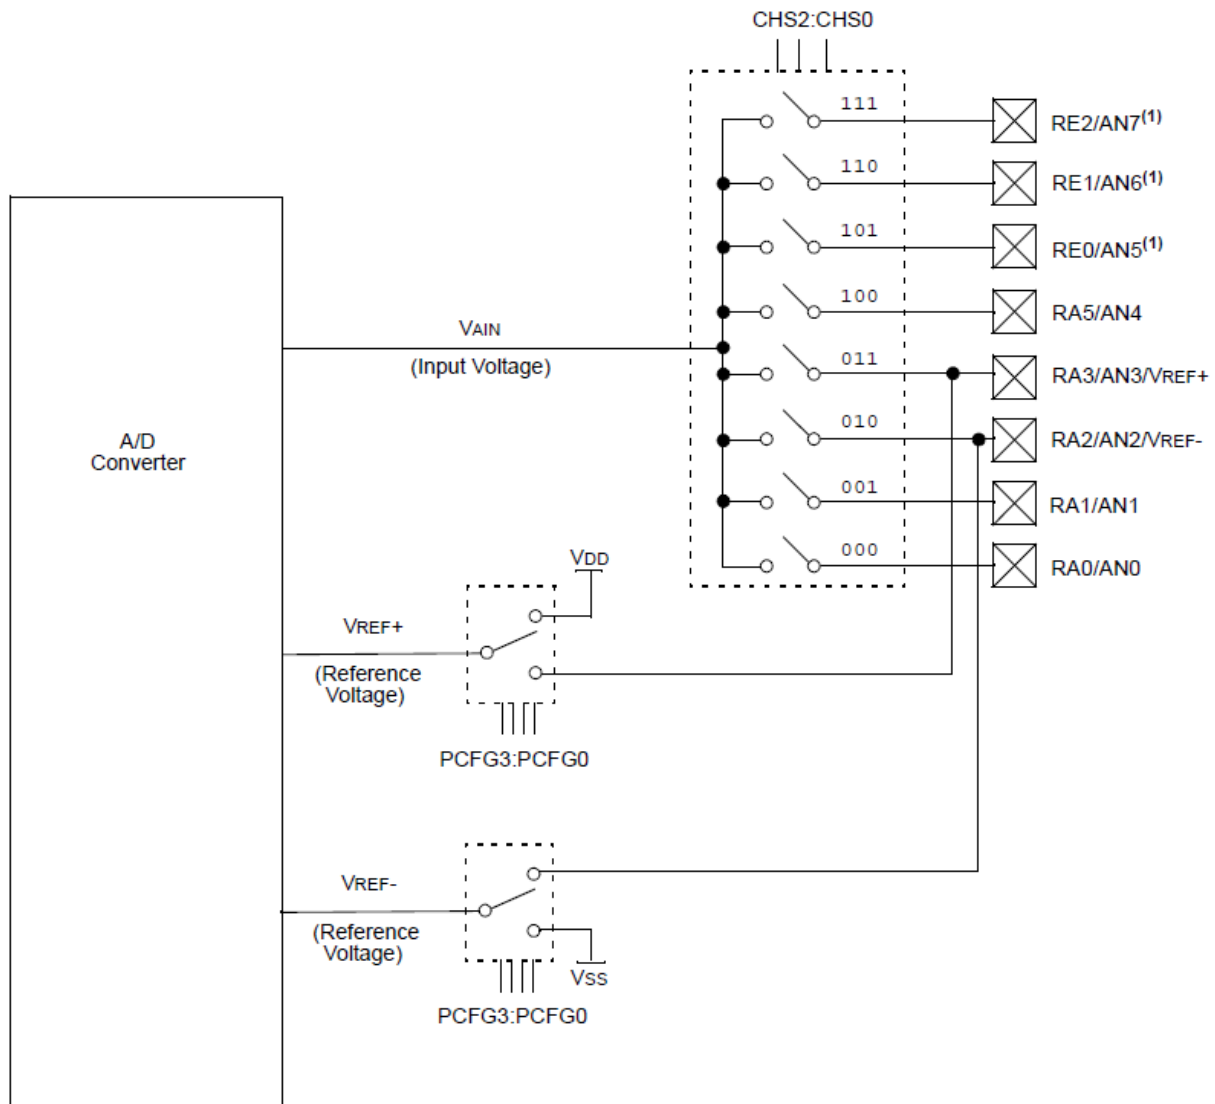 CHS2:CHS0
111
RE2/AN7(1)
110
RE1/AN6(1)
101
RE0/AN5(1)
100
RA5/AN4
VAIN
(Input Voltage)
011
RA3/AN3/VREF+
010
RA2/AN2/VREF-
A/D
Converter
001
RA1/AN1
000
RA0/AN0
VDD
VREF+
(Reference
Voltage)
PCFG3:PCFG0
VREF-
(Reference
Voltage)
VSS
PCFG3:PCFG0